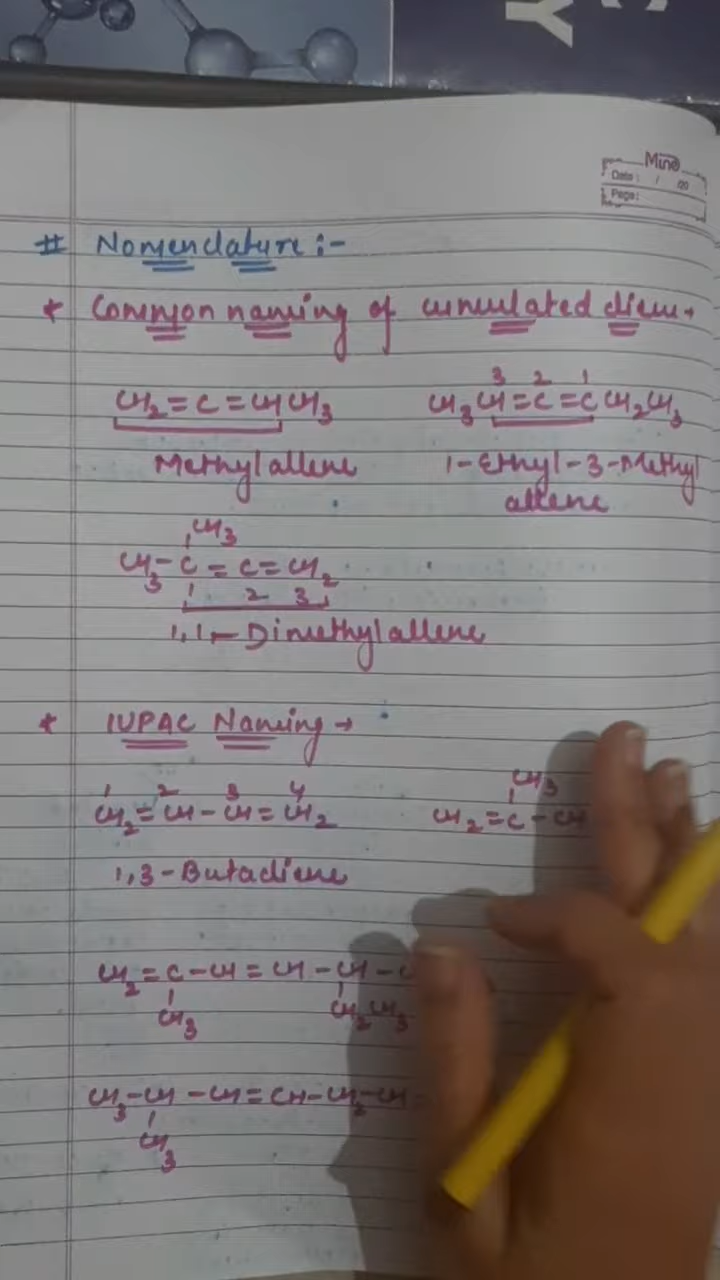 CY
Mino
Date : / /20
Page:
# Nomenclature :-
* Common naming of cumulated diene→
CH2=C=CHCH3
Methylallene
3 2 1
CH3CH=C=CCH2CH3
1-Ethyl-3-Methyl
allene
CH3
CH3-C=C=CH2
1 2 3
1,1-Dimethylallene
* IUPAC Naming→
1 2 3 4
CH2=CH-CH=CH2
1,3-Butadiene
CH3
CH2=C-CH
CH2=C-CH=CH-CH-C
CH3 CH2CH3
CH3-CH-CH=CH-CH2-CH=
CH3